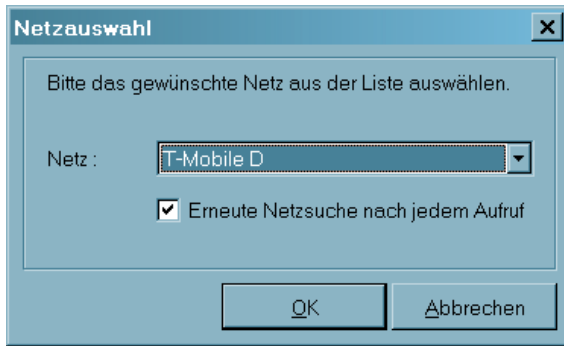 Netzauswahl
Bitte das gewünschte Netz aus der Liste auswählen.
Netz : T-Mobile D
Erneute Netzsuche nach jedem Aufruf
OK Abbrechen